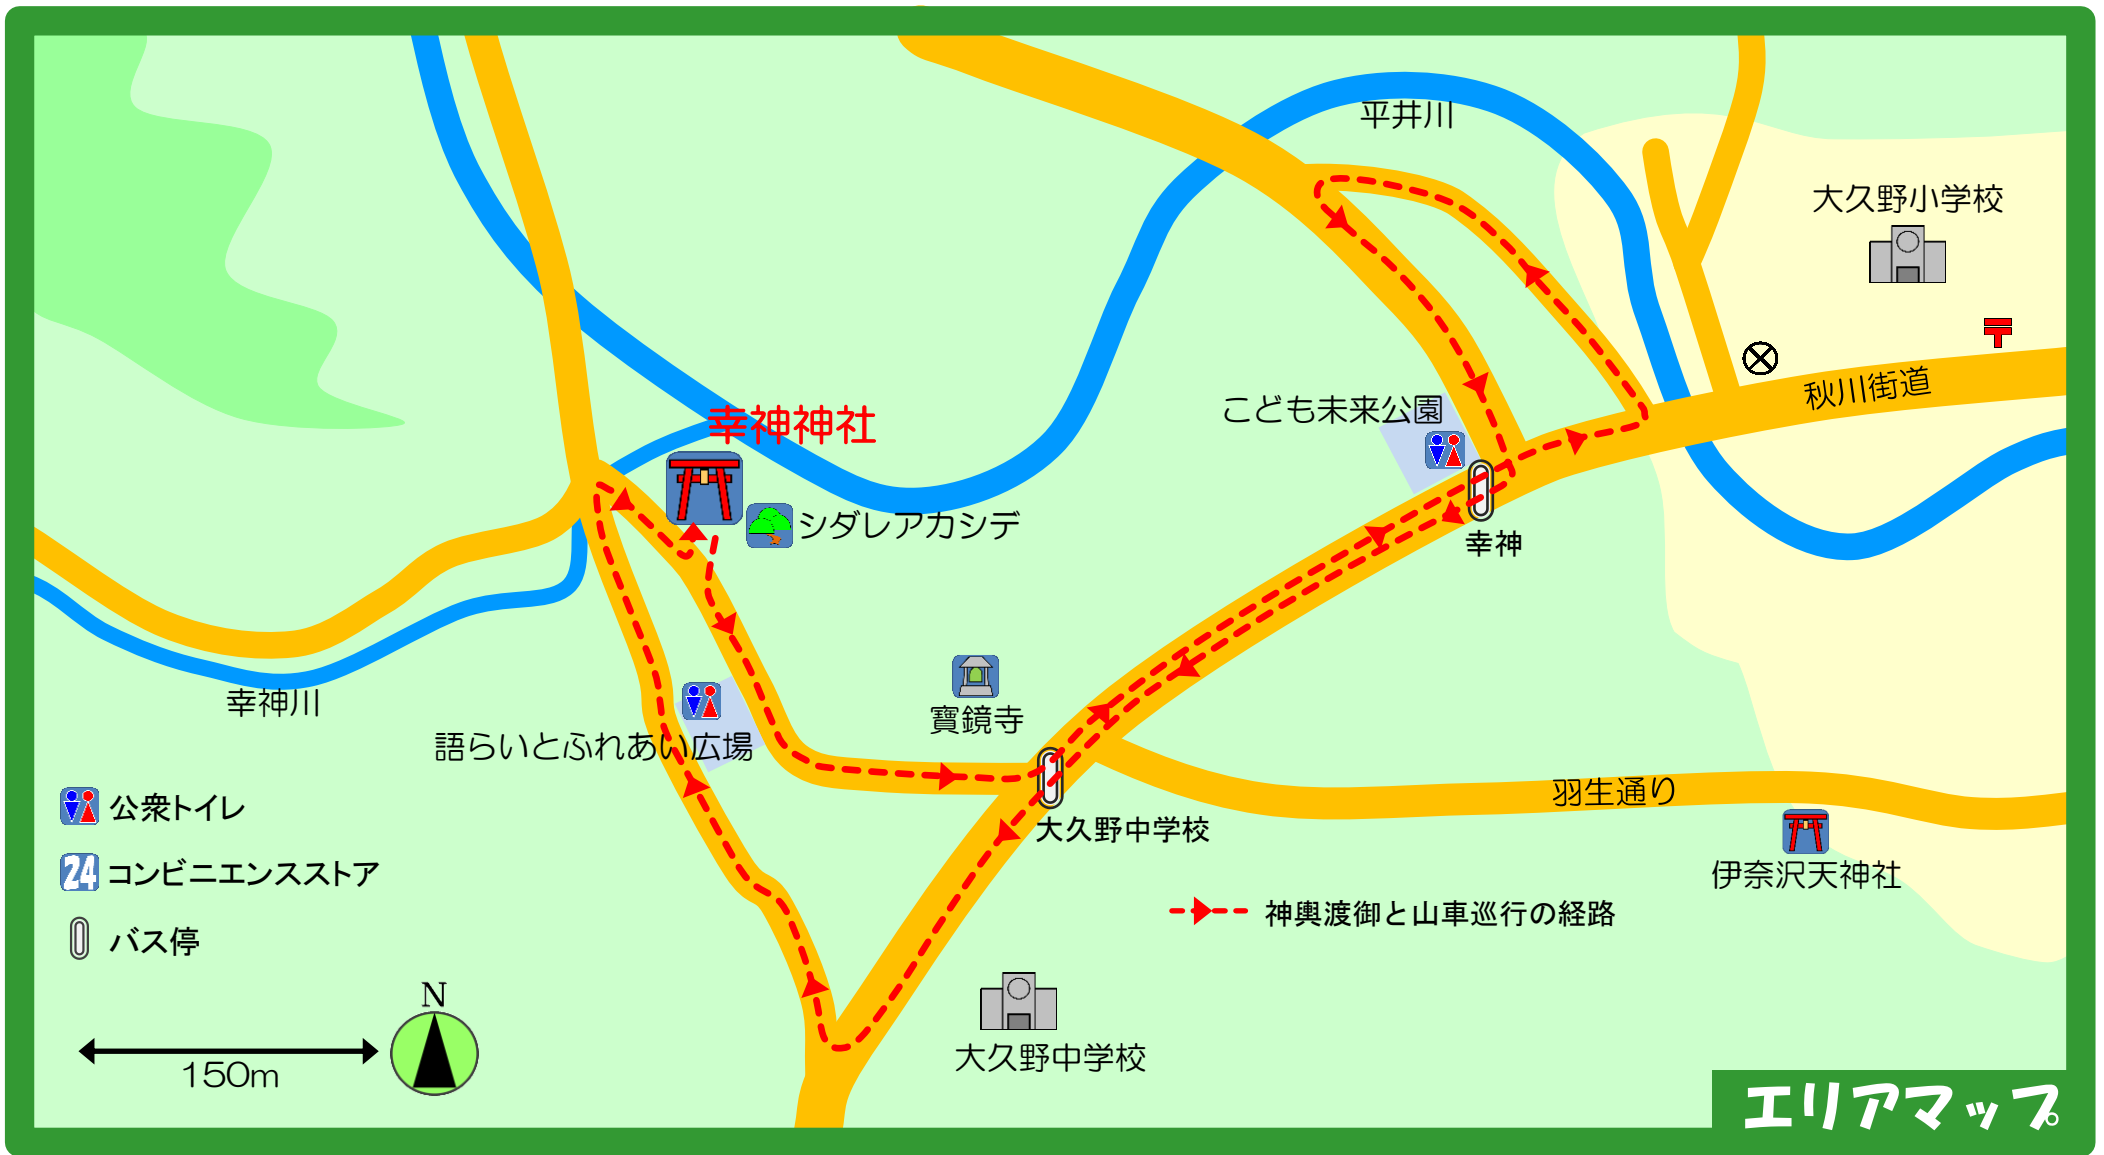 平井川
大久野小学校
秋川街道
こども未来公園
幸神神社
シダレアカシデ
幸神
幸神川
寶鏡寺
語らいとふれあい広場
羽生通り
大久野中学校
伊奈沢天神社
公衆トイレ
24 コンビニエンスストア
バス停
神輿渡御と山車巡行の経路
N
150m
大久野中学校
エリアマップ